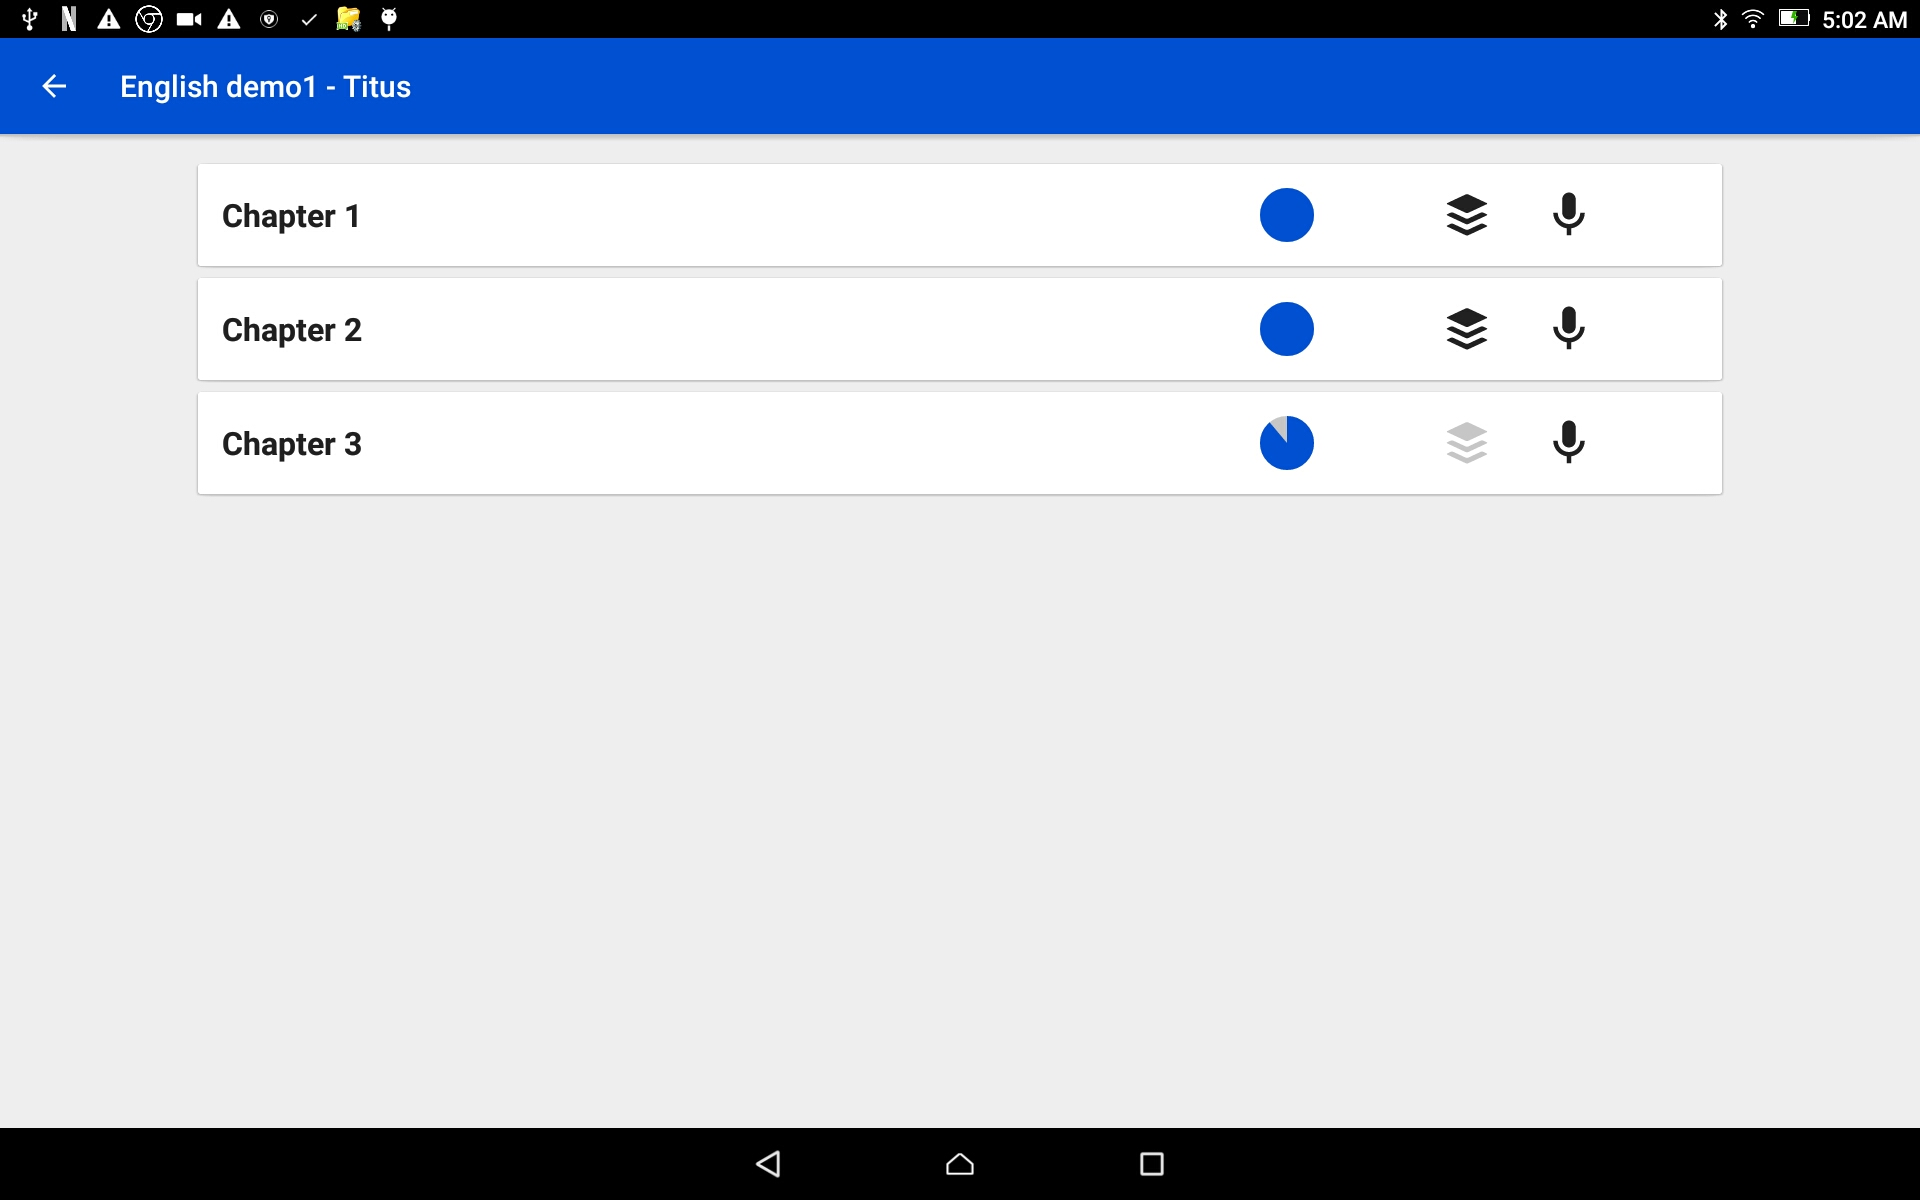 5:02 AM
English demo1 - Titus
Chapter 1
Chapter 2
Chapter 3